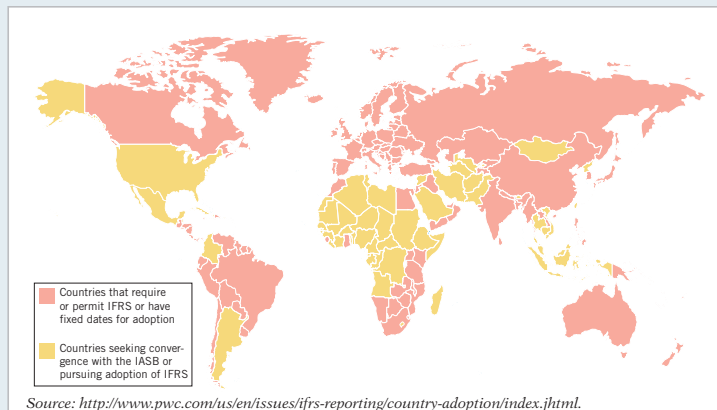 Countries that require
or permit IFRS or have
fixed dates for adoption
Countries seeking conver-
gence with the IASB or
pursuing adoption of IFRS
Source: http://www.pwc.com/us/en/issues/ifrs-reporting/country-adoption/index.jhtml.